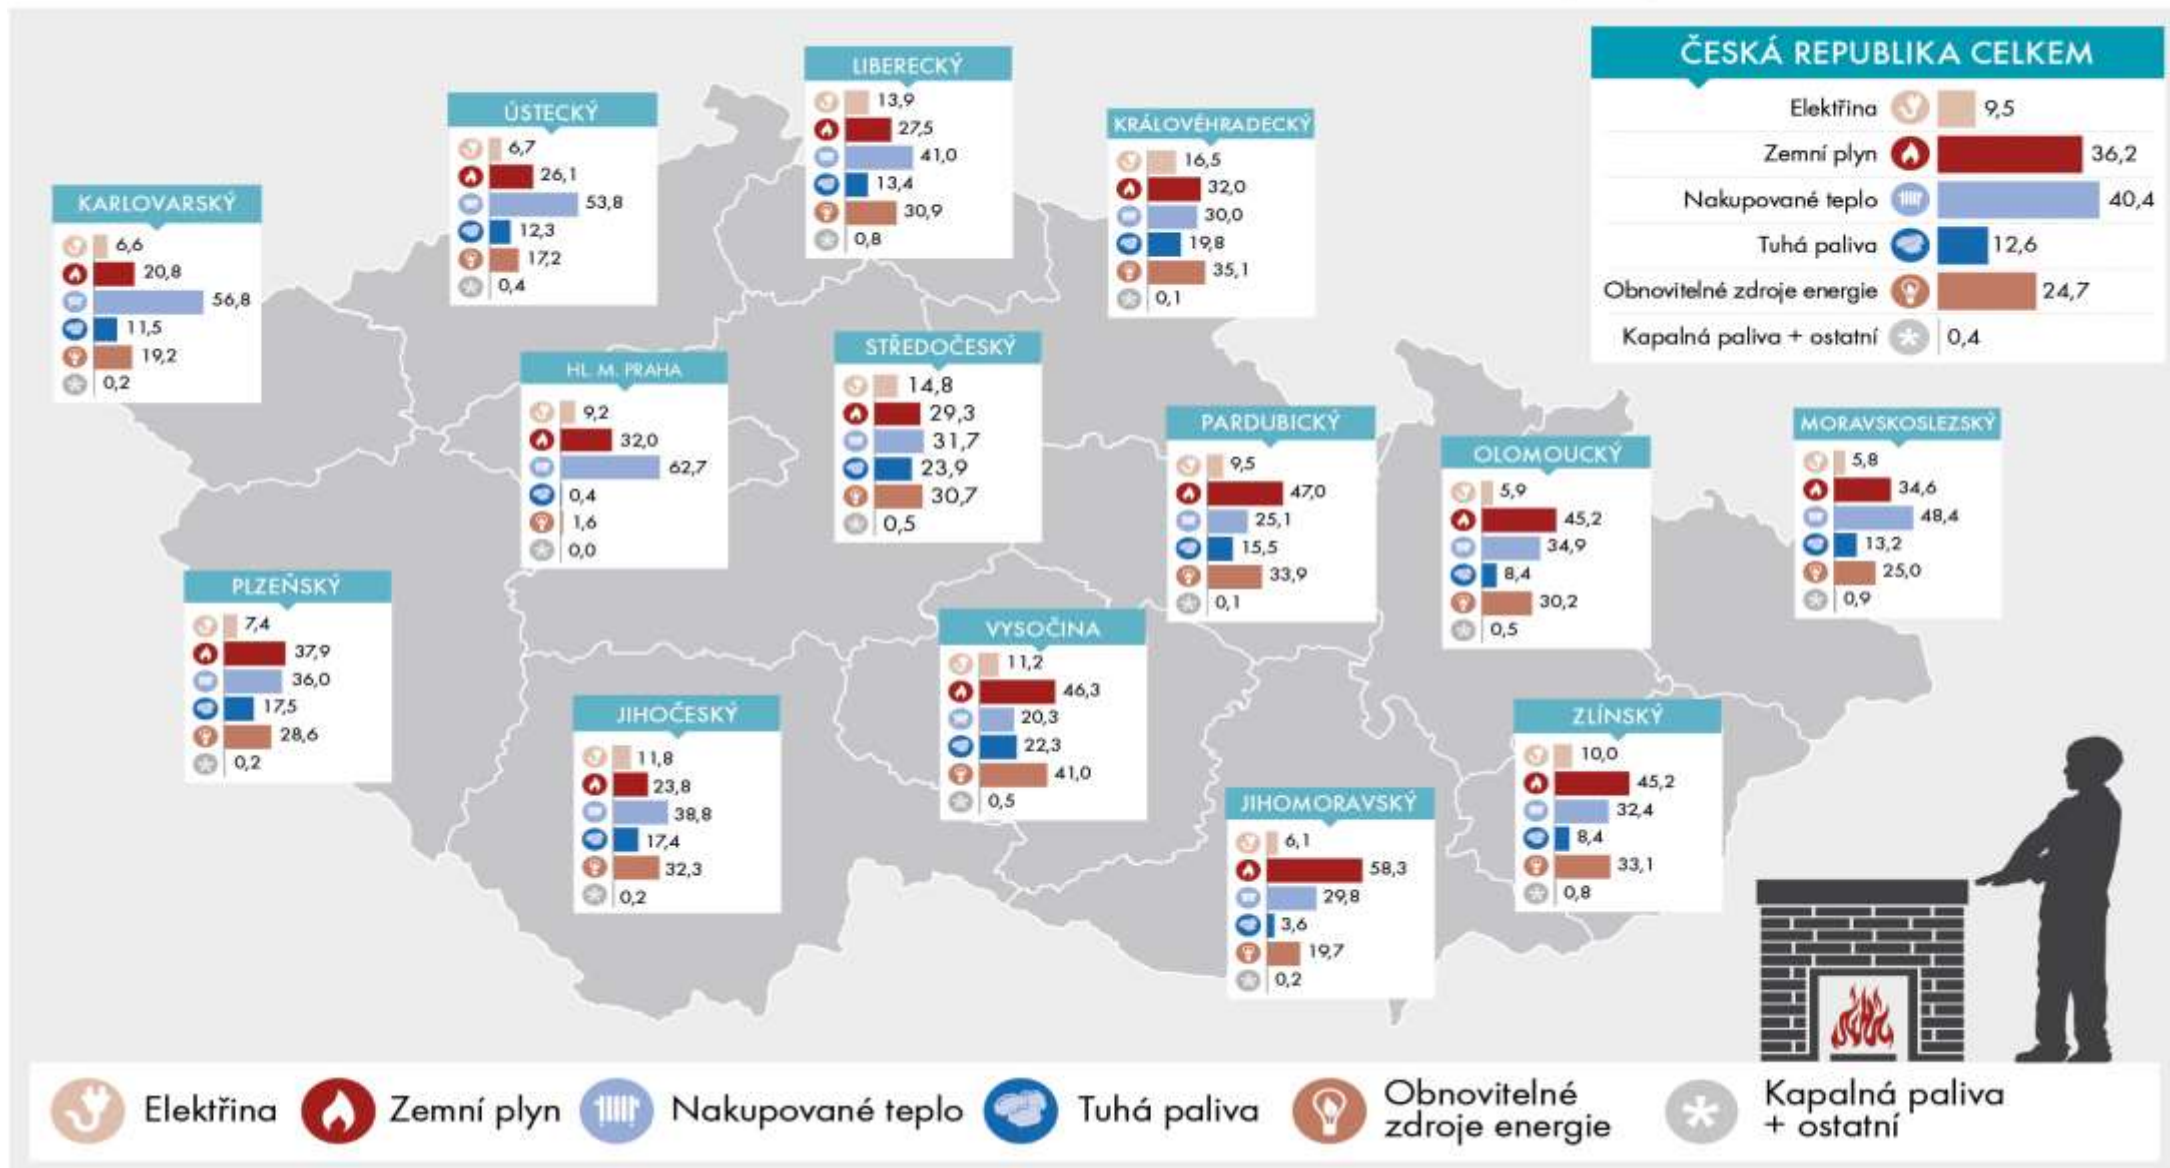 LIBERECKÝ
13,9
27,5
41,0
13,4
30,9
0,8
ČESKÁ REPUBLIKA CELKEM
Elektřina 9,5
Zemní plyn 36,2
Nakupované teplo 40,4
Tuhá paliva 12,6
Obnovitelné zdroje energie 24,7
Kapalná paliva + ostatní 0,4
ÚSTECKÝ
6,7
26,1
53,8
12,3
17,2
0,4
KRÁLOVÉHRADECKÝ
16,5
32,0
30,0
19,8
35,1
0,1
KARLOVARSKÝ
6,6
20,8
56,8
11,5
19,2
0,2
HL. M. PRAHA
9,2
32,0
62,7
0,4
1,6
0,0
STŘEDOČESKÝ
14,8
29,3
31,7
23,9
30,7
0,5
PARDUBICKÝ
9,5
47,0
25,1
15,5
33,9
0,1
OLOMOUCKÝ
5,9
45,2
34,9
8,4
30,2
0,5
MORAVSKOSLEZSKÝ
5,8
34,6
48,4
13,2
25,0
0,9
PLZEŇSKÝ
7,4
37,9
36,0
17,5
28,6
0,2
JIHOČESKÝ
11,8
23,8
38,8
17,4
32,3
0,2
VYSOČINA
11,2
46,3
20,3
22,3
41,0
0,5
JIHOMORAVSKÝ
6,1
58,3
29,8
3,6
19,7
0,2
ZLÍNSKÝ
10,0
45,2
32,4
8,4
33,1
0,8
Elektřina
Zemní plyn
Nakupované teplo
Tuhá paliva
Obnovitelné
zdroje energie
Kapalná paliva
+ ostatní